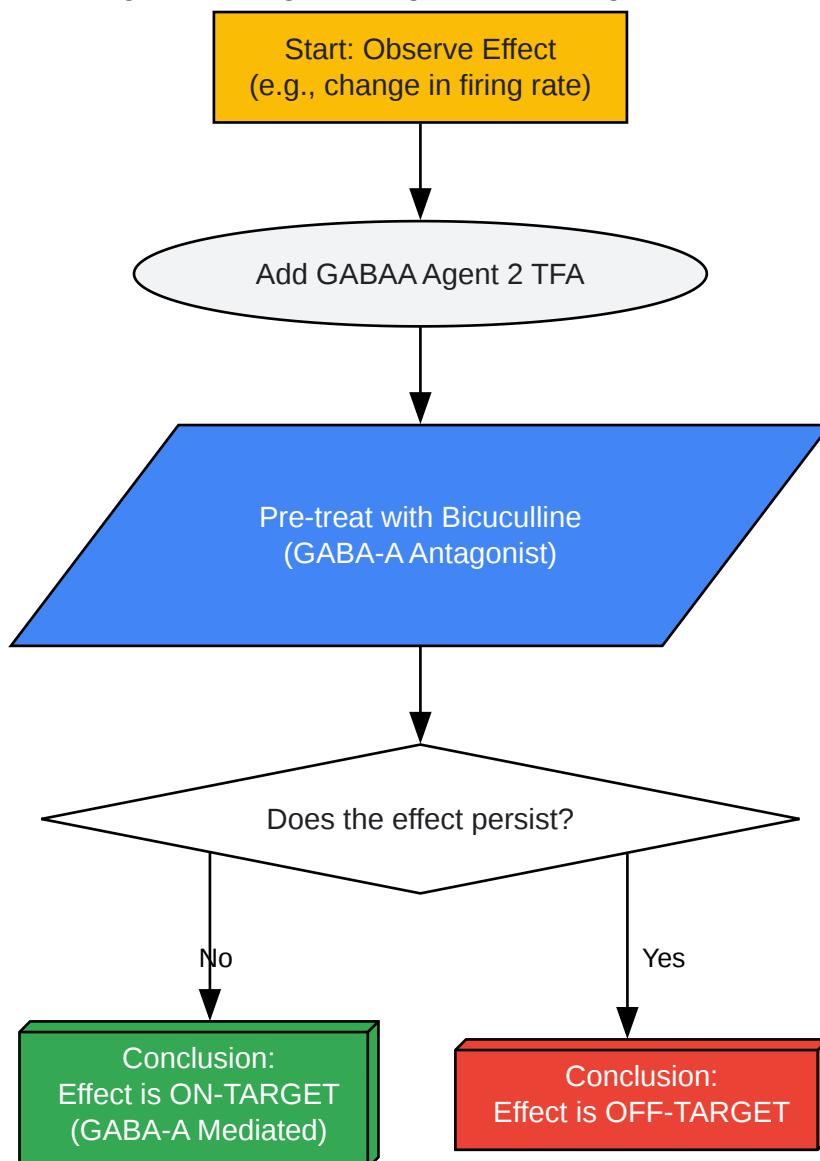 Start: Observe Effect
(e.g., change in firing rate)
Add GABAA Agent 2 TFA
Pre-treat with Bicuculline
(GABA-A Antagonist)
Does the effect persist?
No
Yes
Conclusion:
Effect is ON-TARGET
(GABA-A Mediated)
Conclusion:
Effect is OFF-TARGET